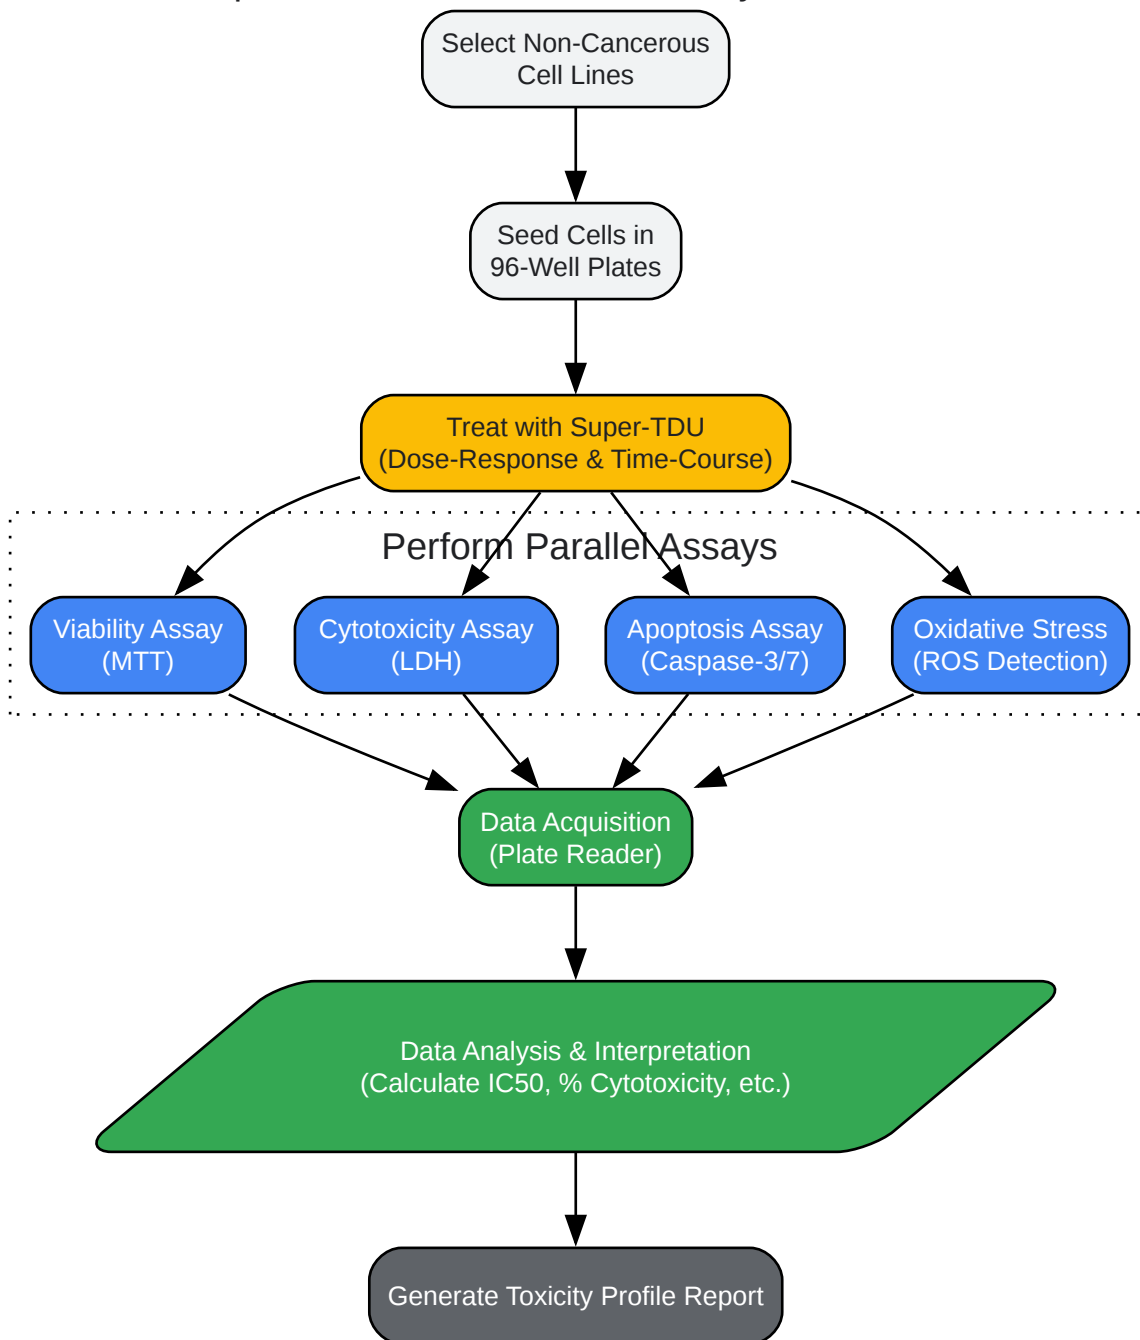 Select Non-Cancerous
Cell Lines
Seed Cells in
96-Well Plates
Treat with Super-TDU
(Dose-Response & Time-Course)
Perform Parallel Assays
Viability Assay
(MTT)
Cytotoxicity Assay
(LDH)
Apoptosis Assay
(Caspase-3/7)
Oxidative Stress
(ROS Detection)
Data Acquisition
(Plate Reader)
Data Analysis & Interpretation
(Calculate IC50, % Cytotoxicity, etc.)
Generate Toxicity Profile Report